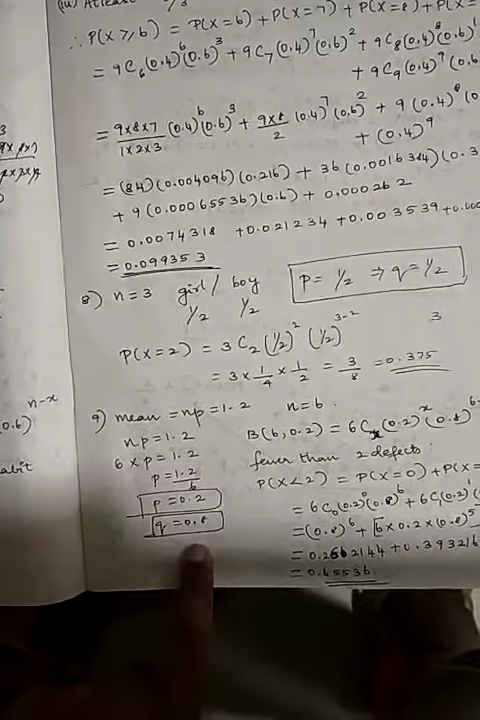 (iii) Atleast
∴ P(X ≥ 6) = P(X=6) + P(X=7) + P(X=8) + P(X=
= 9C₆ (0.4)⁶ (0.6)³ + 9C₇ (0.4)⁷ (0.6)² + 9C₈ (0.4)⁸ (0.6)¹
+ 9C₉ (0.4)⁹ (0.6
= 9×8×7/1×2×3 (0.4)⁶ (0.6)³ + 9×8/2 (0.4)⁷ (0.6)² + 9 (0.4)⁸ (0
+ (0.4)⁹
= (84) (0.004096) (0.216) + 36 (0.0016384) (0.3
+ 9 (0.00065536) (0.6) + 0.000262
= 0.0074318 + 0.021234 + 0.003539 + 0.000
= 0.099353
8) n=3 girl / boy
1/2 1/2
P = 1/2 ⇒ q = 1/2
P(X=2) = 3C₂ (1/2)² (1/2)³⁻²
3
= 3 × 1/4 × 1/2 = 3/8 = 0.375
9) mean = np = 1.2 n=6
np = 1.2
6 × p = 1.2
p = 1.2/6
p = 0.2
q = 0.8
B(6, 0.2) = 6Cₓ (0.2)ˣ (0.8)⁶⁻
fewer than 2 defects.
P(X<2) = P(X=0) + P(X=
= 6C₀ (0.2)⁰ (0.8)⁶ + 6C₁ (0.2)¹ (
= (0.8)⁶ + [6 × 0.2 × (0.8)⁵
= 0.262144 + 0.393216
= 0.65536
3
n-x
0.6)